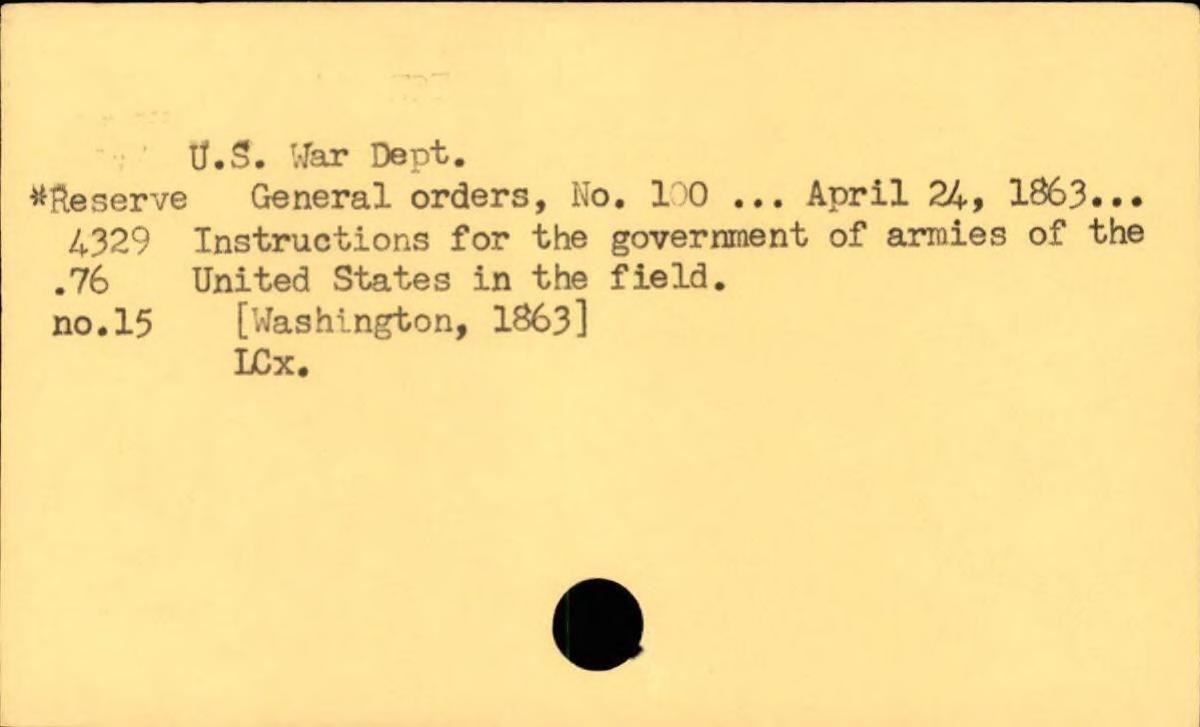 U.S. War Dept.
*Reserve General orders, No. 100 ... April 24, 1863...
4329 Instructions for the government of armies of the
.76 United States in the field.
no.15 [Washington, 1863]
LCx.